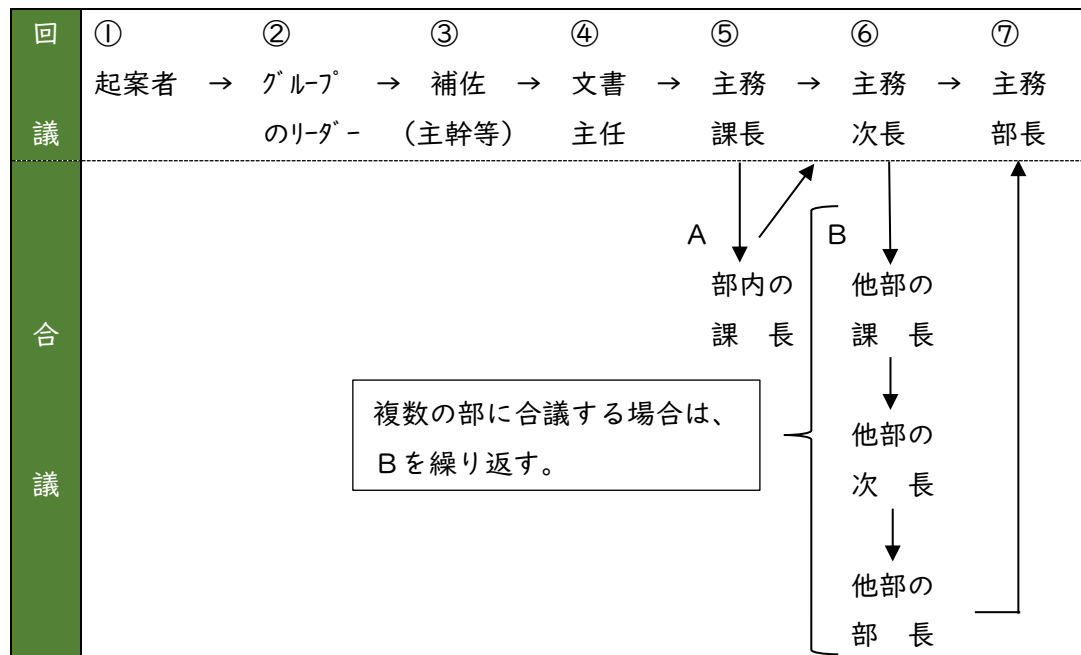 回議
① ② ③ ④ ⑤ ⑥ ⑦
起案者 → ｸﾞﾙｰﾌﾟ → 補佐 → 文書 → 主務 → 主務 → 主務
のﾘｰﾀﾞｰ (主幹等) 主任 課長 次長 部長
合議
A B
部内の 他部の
課 長 課 長
複数の部に合議する場合は、
Bを繰り返す。
他部の
次 長
他部の
部 長